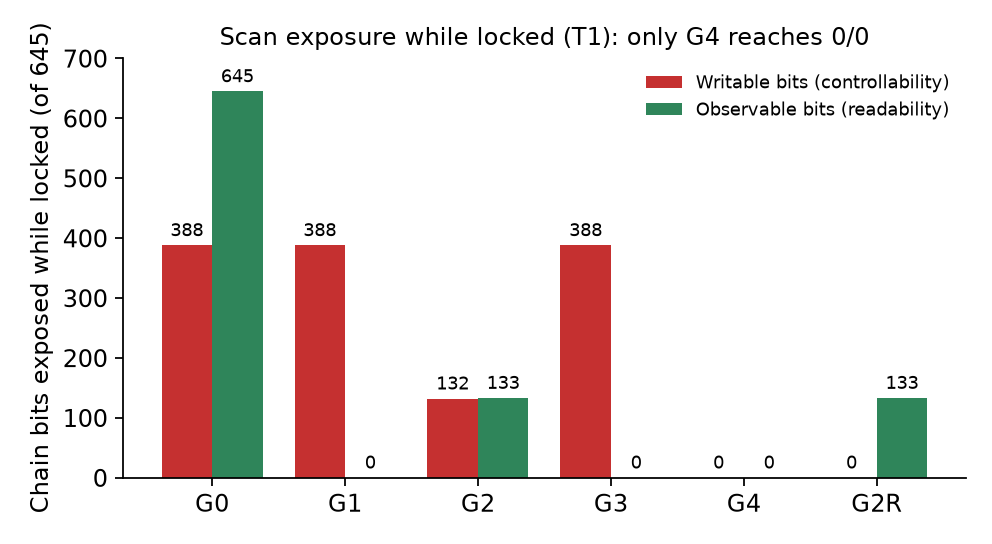 Scan exposure while locked (T1): only G4 reaches 0/0
Chain bits exposed while locked (of 645)
700
600
500
400
300
200
100
0
Writable bits (controllability)
Observable bits (readability)
388
645
388
0
132
133
388
0
0
0
0
133
G0
G1
G2
G3
G4
G2R